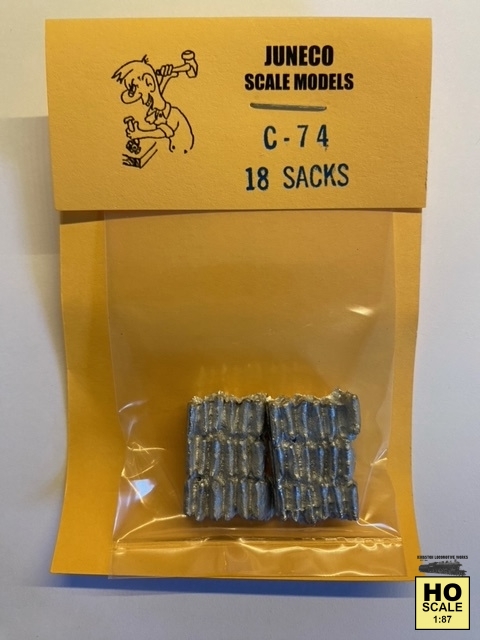 JUNECO
SCALE MODELS
C-74
18 SACKS
HO
SCALE
1:87